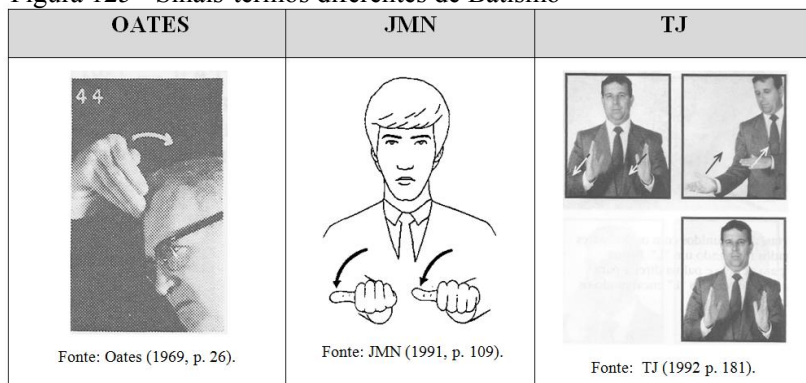 Figura 125 - Sinais-termos diferentes de Batismo
OATES
JMN
TJ
44
Fonte: Oates (1969, p. 26).
Fonte: JMN (1991, p. 109).
Fonte: TJ (1992 p. 181).